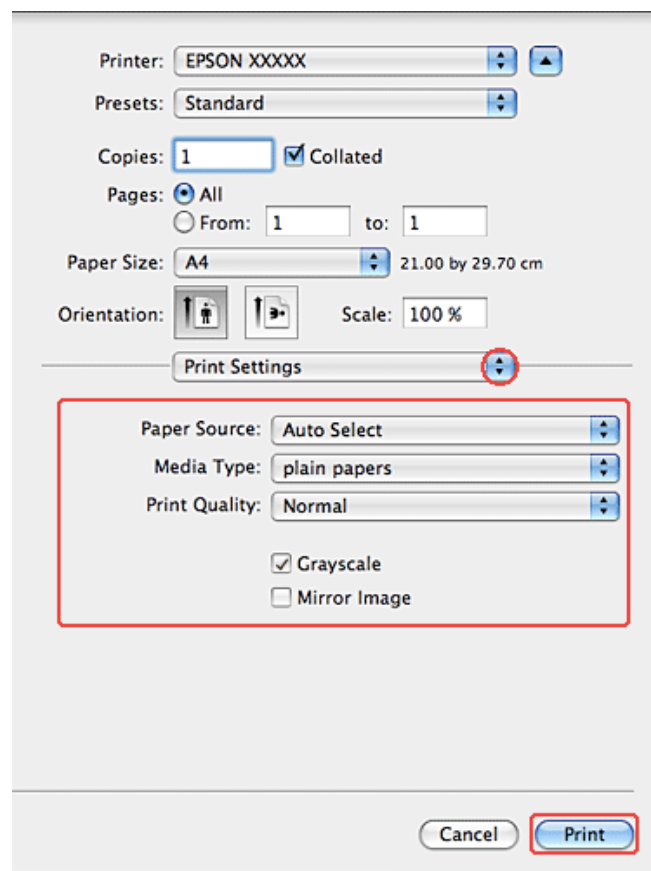 Printer: EPSON XXXXX
Presets: Standard
Copies: 1 Collated
Pages: All
From: 1 to: 1
Paper Size: A4 21.00 by 29.70 cm
Orientation: Scale: 100 %
Print Settings
Paper Source: Auto Select
Media Type: plain papers
Print Quality: Normal
Grayscale
Mirror Image
Cancel Print